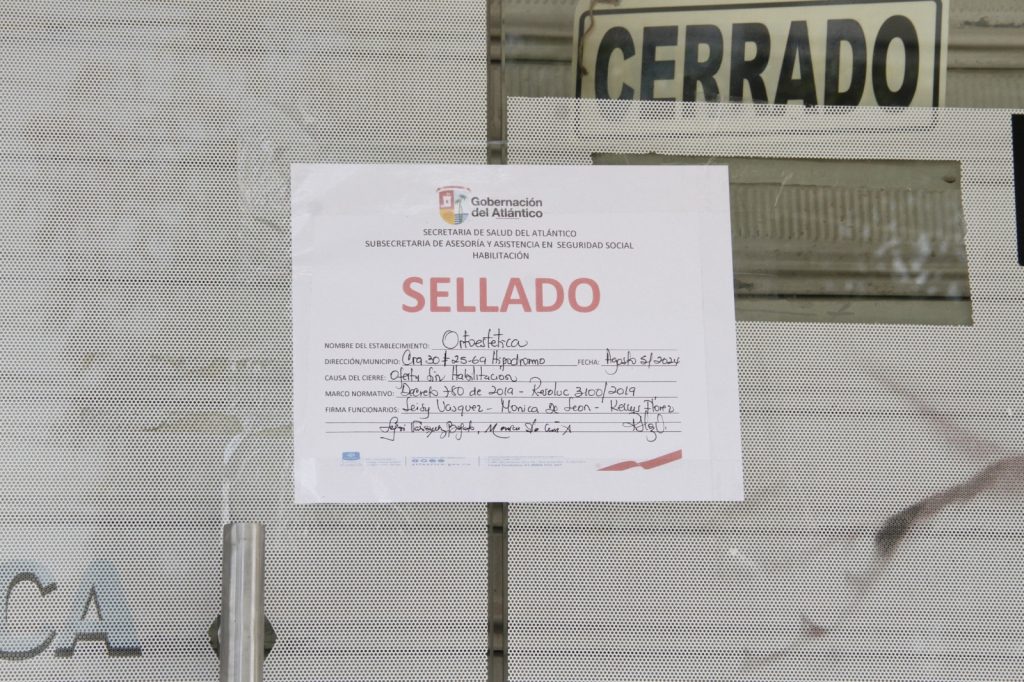 CERRADO
Gobernación
del Atlántico
SECRETARIA DE SALUD DEL ATLÁNTICO
SUBSECRETARIA DE ASESORÍA Y ASISTENCIA EN SEGURIDAD SOCIAL
HABILITACIÓN
SELLADO
NOMBRE DEL ESTABLECIMIENTO: Ortoestetica
DIRECCIÓN/MUNICIPIO: Cra 30 # 25-69 Hipodromo FECHA: Agosto 5/2024
CAUSA DEL CIERRE: Oferta Sin Habilitacion
MARCO NORMATIVO: Decreto 780 de 2019 - Resoluc 3100/2019
FIRMA FUNCIONARIOS: Leidy Vasquez - Monica De Leon - Kellys Florez
CA